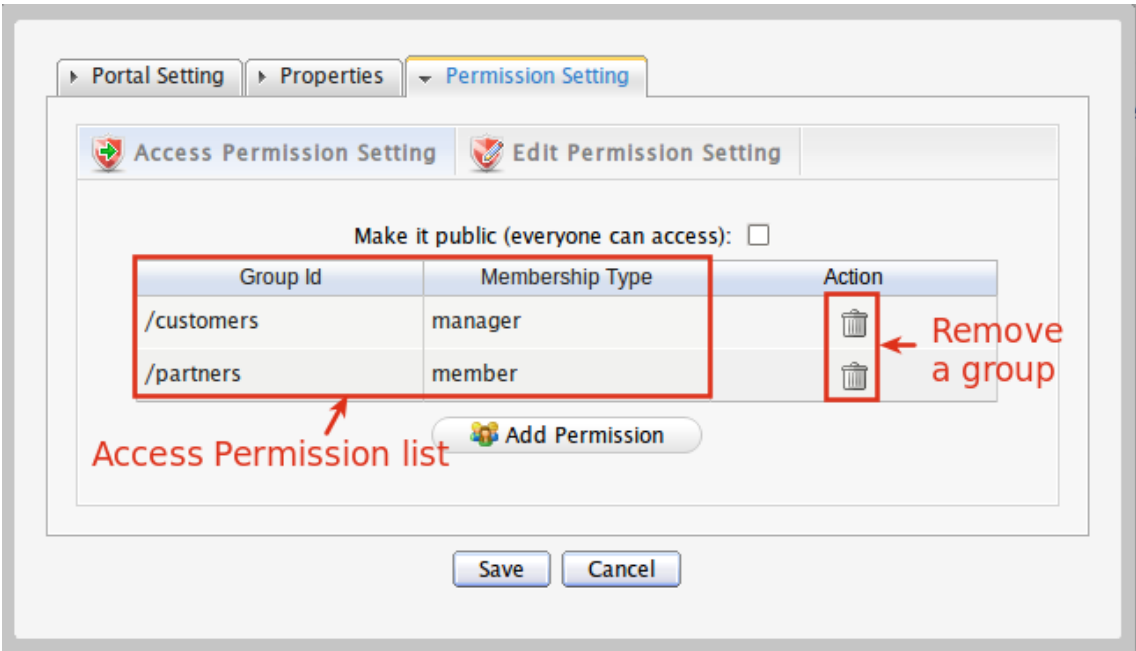 Portal Setting Properties Permission Setting
Access Permission Setting Edit Permission Setting
Make it public (everyone can access):
Group Id Membership Type Action
/customers manager
/partners member
Remove
a group
Add Permission
Access Permission list
Save Cancel